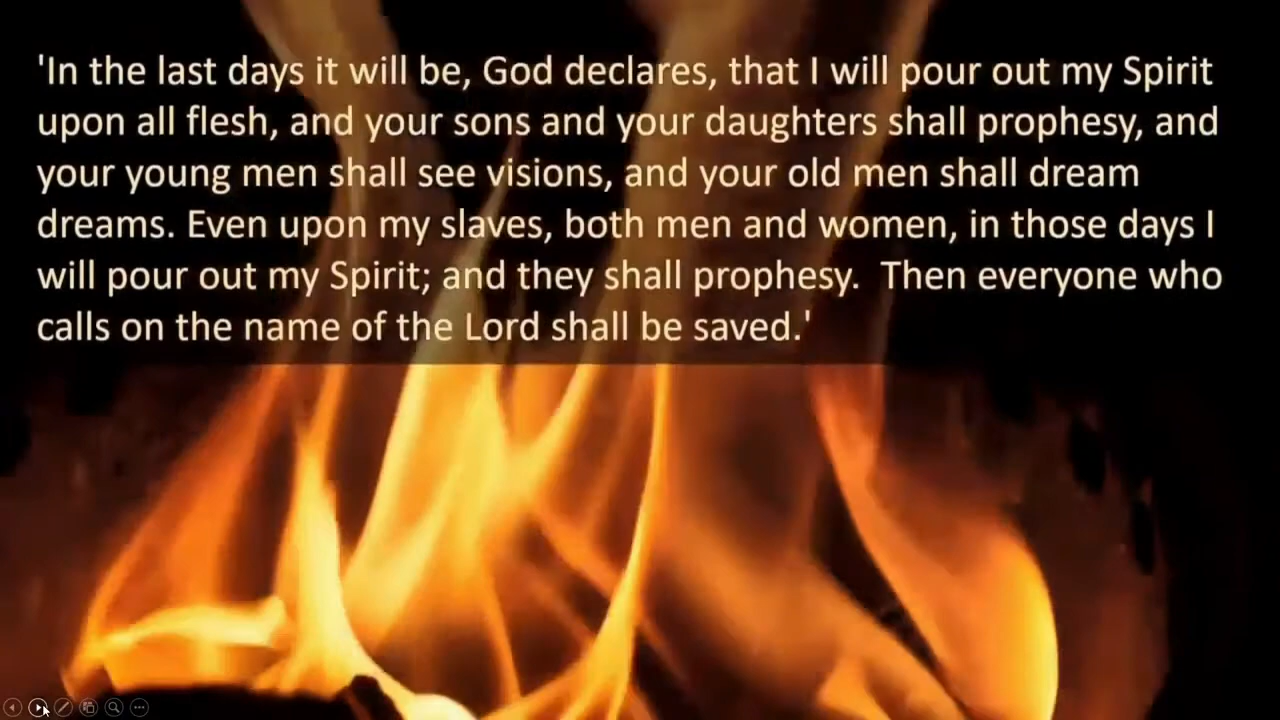 'In the last days it will be, God declares, that I will pour out my Spirit
upon all flesh, and your sons and your daughters shall prophesy, and
your young men shall see visions, and your old men shall dream
dreams. Even upon my slaves, both men and women, in those days I
will pour out my Spirit; and they shall prophesy.  Then everyone who
calls on the name of the Lord shall be saved.'